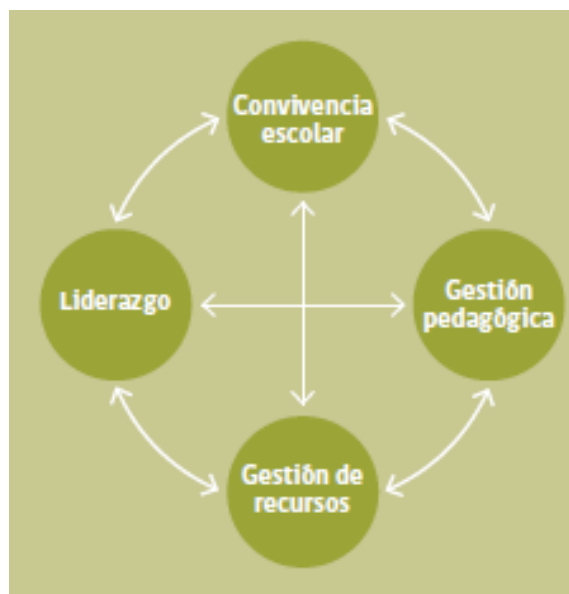 Convivencia
escolar
Liderazgo
Gestión
pedagógica
Gestión de
recursos